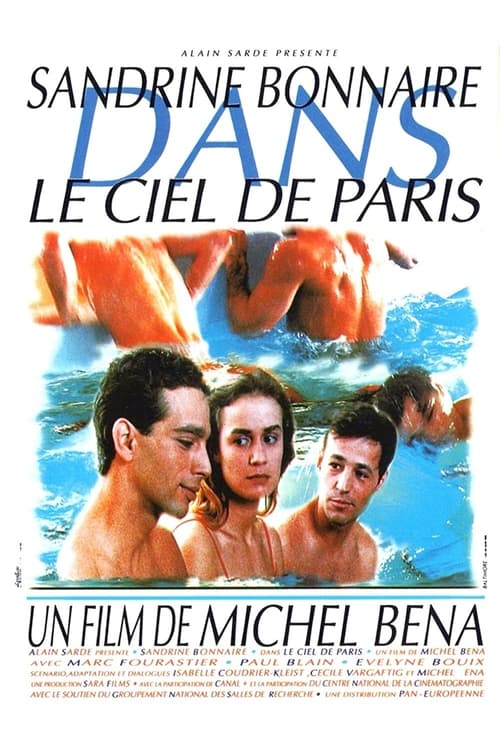 ALAIN SARDE PRÉSENTE
SANDRINE BONNAIRE
DANS
LE CIEL DE PARIS
BALTIMORE
UN FILM DE MICHEL BENA
ALAIN SARDE PRÉSENTE • SANDRINE BONNAIRE • DANS LE CIEL DE PARIS • UN FILM DE MICHEL BENA
AVEC MARC FOURASTIER • PAUL BLAIN • EVELYNE BOUIX
SCENARIO, ADAPTATION ET DIALOGUES ISABELLE COUDRIER-KLEIST, CECILE VARGAFTIG ET MICHEL ENA
UNE PRODUCTION SARA FILMS • AVEC LA PARTICIPATION DE CANAL + ET LA PARTICIPATION DU CENTRE NATIONAL DE LA CINEMATOGRAPHIE
AVEC LE SOUTIEN DU GROUPEMENT NATIONAL DES SALLES DE RECHERCHE • UNE DISTRIBUTION PAN-EUROPEENNE